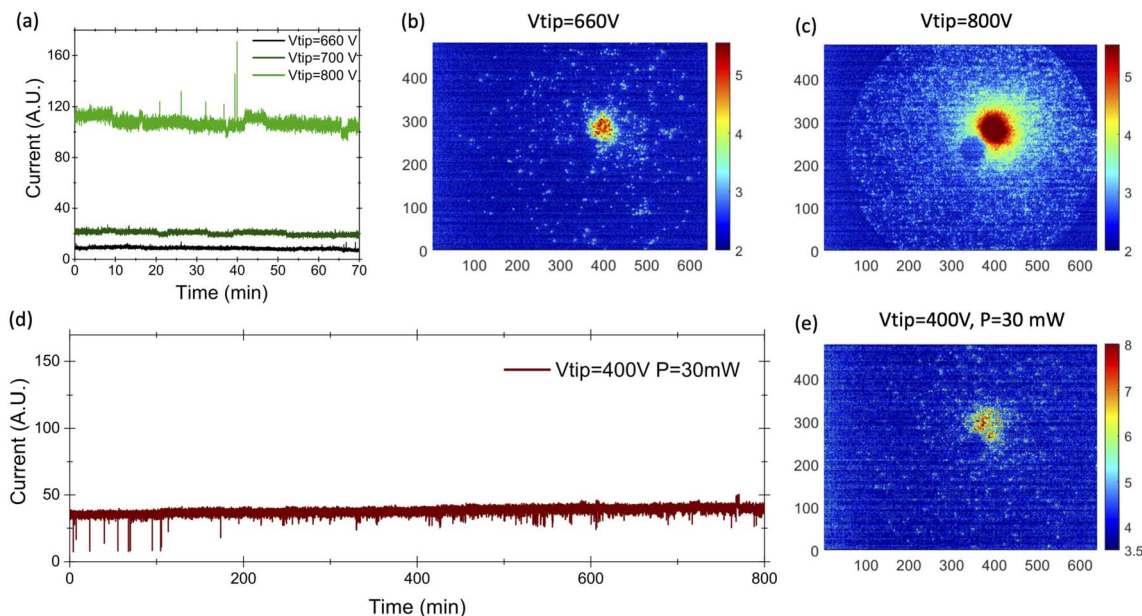 (a)
Vtip=660 V
Vtip=700 V
Vtip=800 V
160
120
80
40
0
Current (A.U.)
0 10 20 30 40 50 60 70
Time (min)
(b)
Vtip=660V
400
300
200
100
0
100 200 300 400 500 600
5
4
3
2
(c)
Vtip=800V
400
300
200
100
0
100 200 300 400 500 600
5
4
3
2
(d)
Vtip=400V P=30mW
150
100
50
0
Current (A.U.)
0 200 400 600 800
Time (min)
(e)
Vtip=400V, P=30 mW
400
300
200
100
0
100 200 300 400 500 600
8
7
6
5
4
3.5